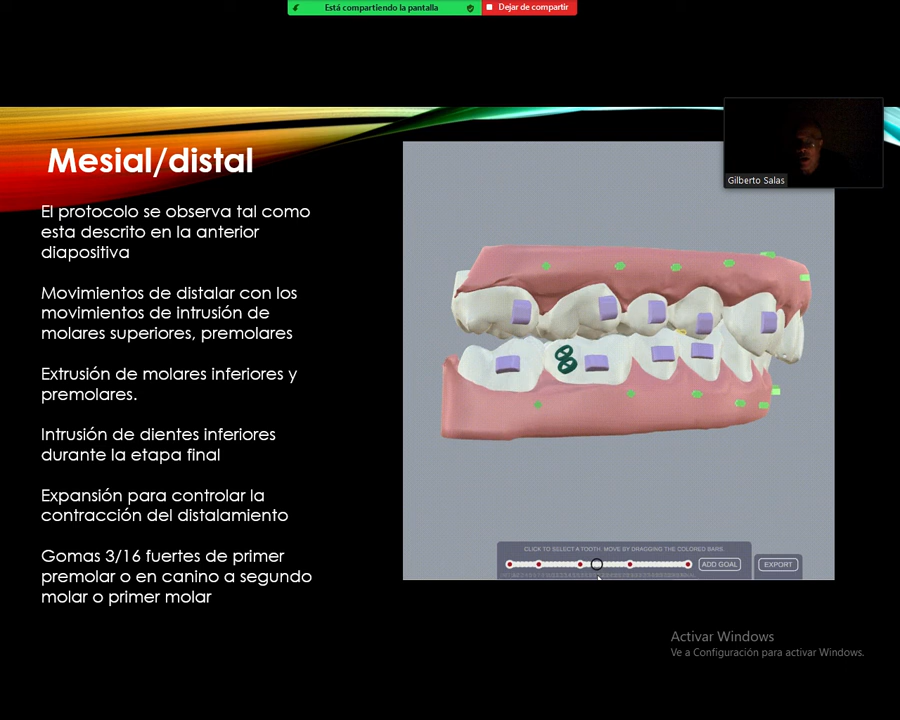 Está compartiendo la pantalla
Dejar de compartir
Mesial/distal
Gilberto Salas
El protocolo se observa tal como
esta descrito en la anterior
diapositiva
Movimientos de distalar con los
movimientos de intrusión de
molares superiores, premolares
Extrusión de molares inferiores y
premolares.
Intrusión de dientes inferiores
durante la etapa final
Expansión para controlar la
contracción del distalamiento
Gomas 3/16 fuertes de primer
premolar o en canino a segundo
molar o primer molar
CLICK TO SELECT A TOOTH. MOVE BY DRAGGING THE COLORED BARS.
ADD GOAL
EXPORT
Activar Windows
Ve a Configuración para activar Windows.